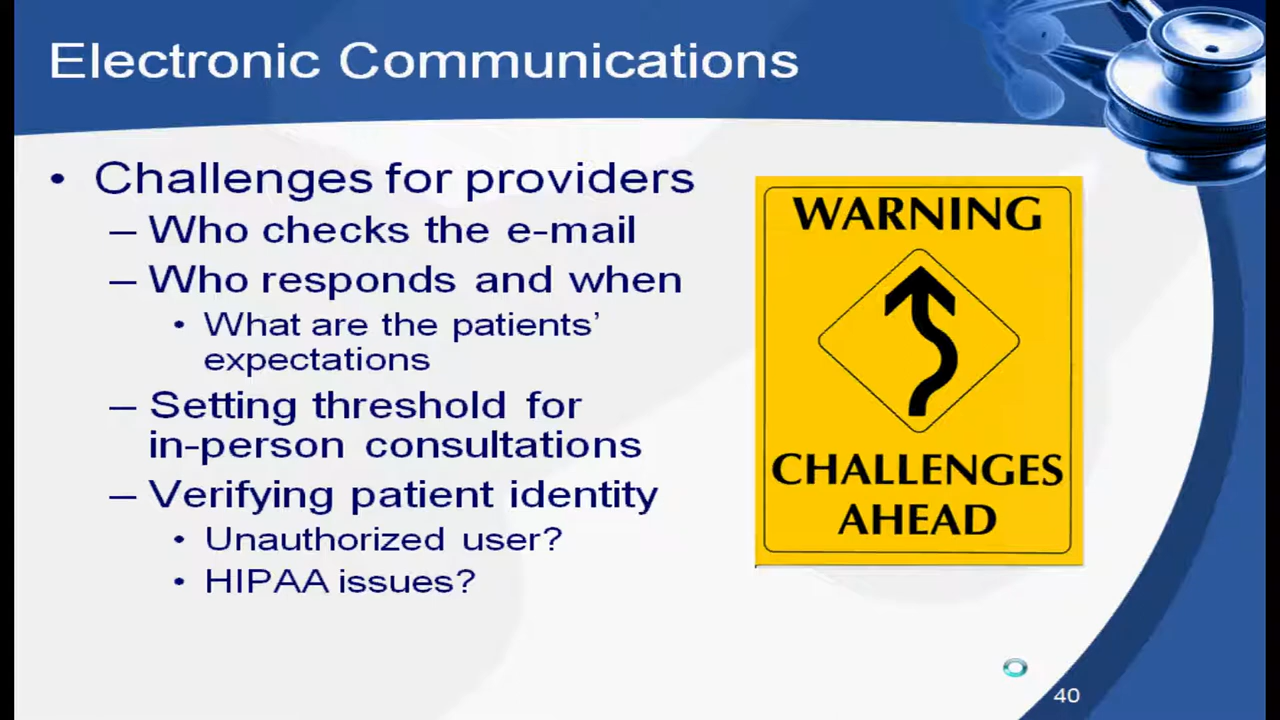 Electronic Communications
• Challenges for providers
– Who checks the e-mail
– Who responds and when
• What are the patients’
expectations
– Setting threshold for
in-person consultations
– Verifying patient identity
• Unauthorized user?
• HIPAA issues?
WARNING
CHALLENGES
AHEAD
40